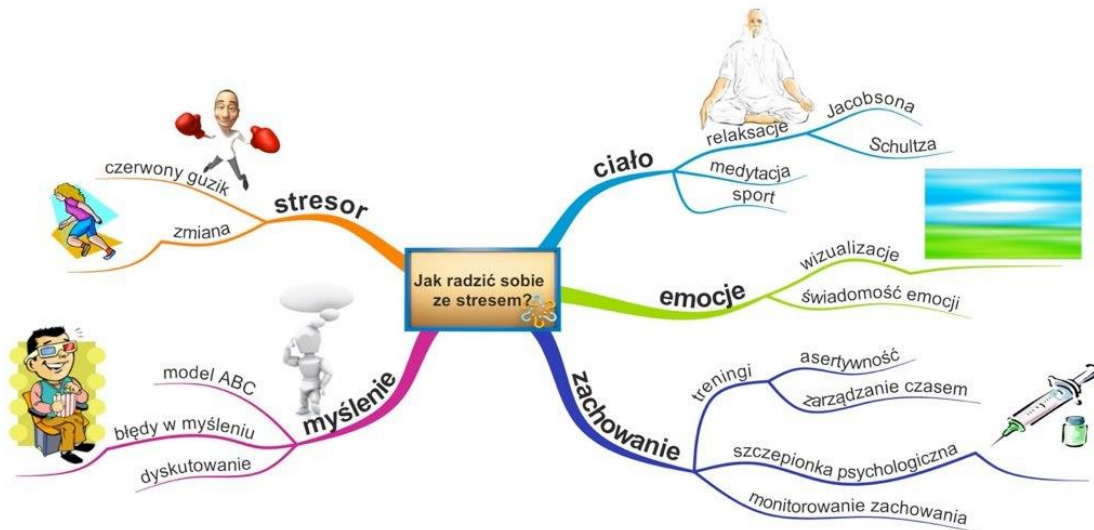 Jak radzić sobie
ze stresem?
ciało
relaksacje
Jacobsona
Schultza
medytacja
sport
emocje
wizualizacje
świadomość emocji
zachowanie
treningi
asertywność
zarządzanie czasem
szczepionka psychologiczna
monitorowanie zachowania
myślenie
model ABC
błędy w myśleniu
dyskutowanie
stresor
czerwony guzik
zmiana